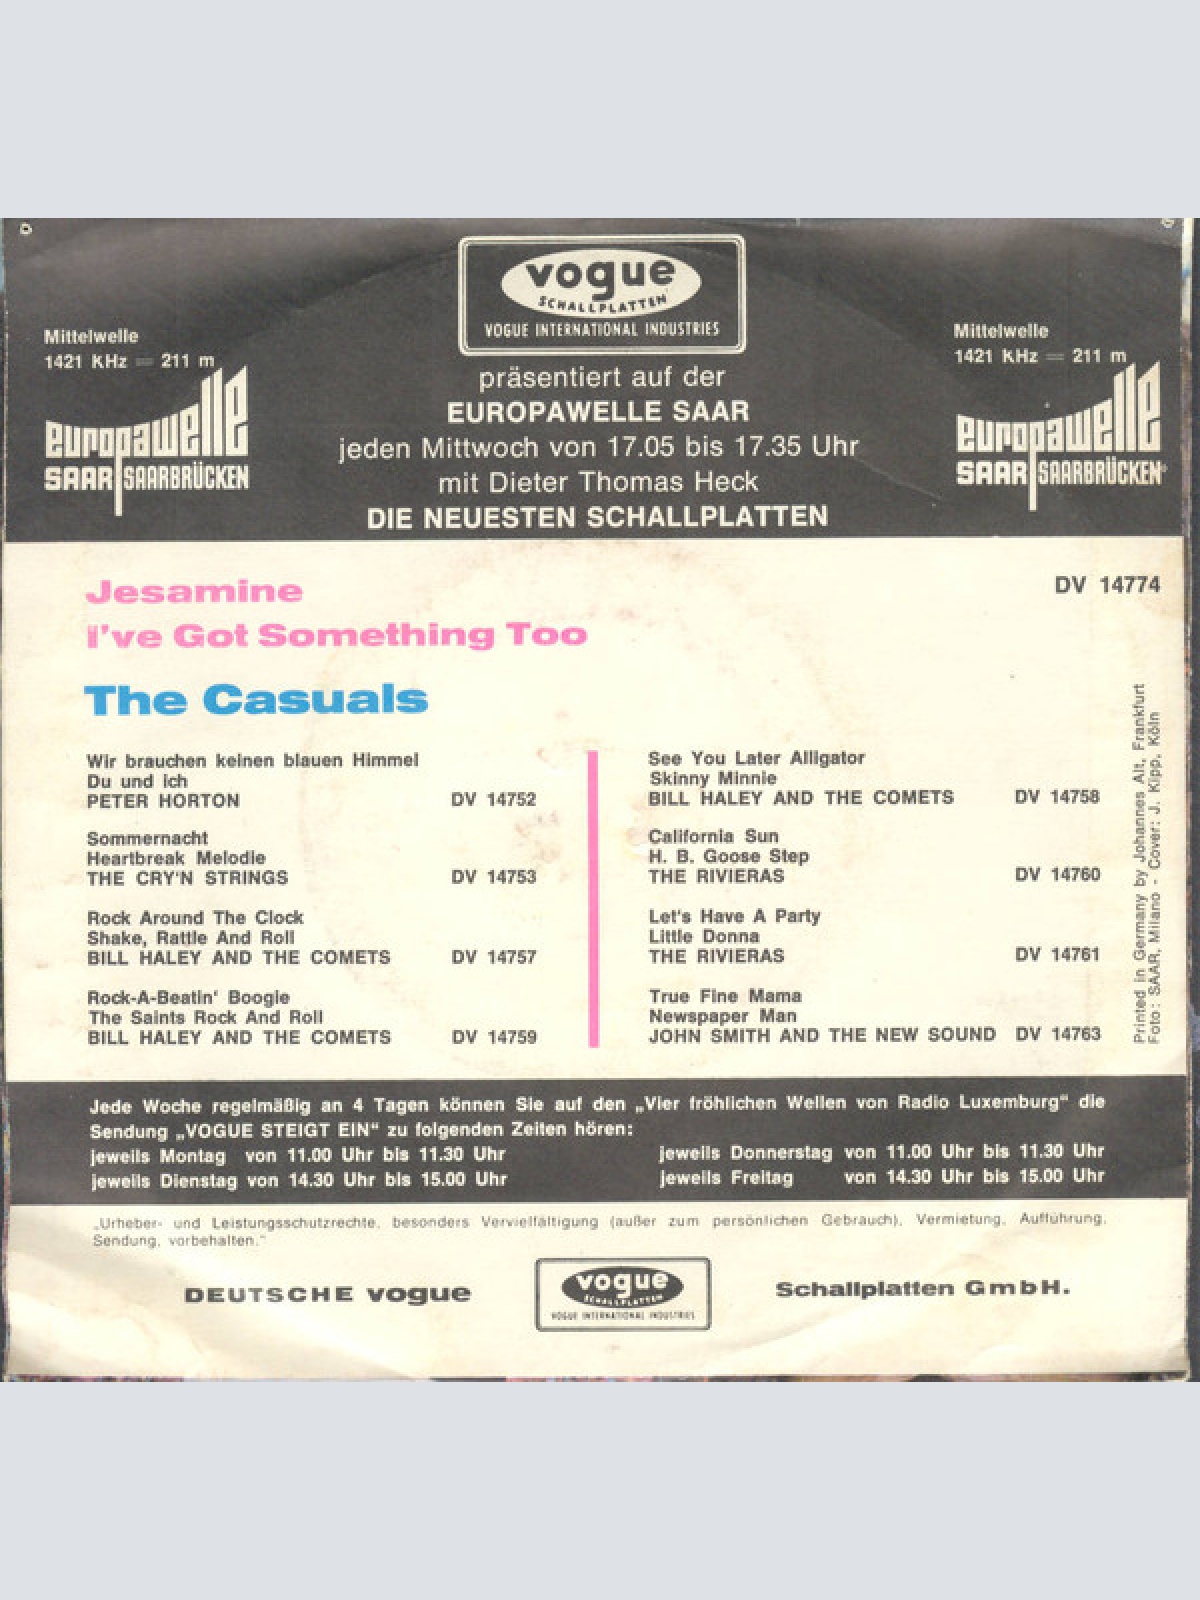 vogue
SCHALLPLATTEN
VOGUE INTERNATIONAL INDUSTRIES
Mittelwelle
1421 KHz = 211 m
europawelle
SAAR SAARBRÜCKEN
Mittelwelle
1421 KHz = 211 m
europawelle
SAAR SAARBRÜCKEN
präsentiert auf der
EUROPAWELLE SAAR
jeden Mittwoch von 17.05 bis 17.35 Uhr
mit Dieter Thomas Heck
DIE NEUESTEN SCHALLPLATTEN
Jesamine
I've Got Something Too
DV 14774
The Casuals
Wir brauchen keinen blauen Himmel
Du und ich
PETER HORTON DV 14752
Sommernacht
Heartbreak Melodie
THE CRY'N STRINGS DV 14753
Rock Around The Clock
Shake, Rattle And Roll
BILL HALEY AND THE COMETS DV 14757
Rock-A-Beatin' Boogie
The Saints Rock And Roll
BILL HALEY AND THE COMETS DV 14759
See You Later Alligator
Skinny Minnie
BILL HALEY AND THE COMETS DV 14758
California Sun
H. B. Goose Step
THE RIVIERAS DV 14760
Let's Have A Party
Little Donna
THE RIVIERAS DV 14761
True Fine Mama
Newspaper Man
JOHN SMITH AND THE NEW SOUND DV 14763
Printed in Germany by Johannes Alt, Frankfurt
Foto: SAAR, Milano - Cover: J. Kipp, Köln
Jede Woche regelmäßig an 4 Tagen können Sie auf den „Vier fröhlichen Wellen von Radio Luxemburg“ die
Sendung „VOGUE STEIGT EIN“ zu folgenden Zeiten hören:
jeweils Montag von 11.00 Uhr bis 11.30 Uhr
jeweils Dienstag von 14.30 Uhr bis 15.00 Uhr
jeweils Donnerstag von 11.00 Uhr bis 11.30 Uhr
jeweils Freitag von 14.30 Uhr bis 15.00 Uhr
„Urheber- und Leistungsschutzrechte, besonders Vervielfältigung (außer zum persönlichen Gebrauch), Vermietung, Aufführung,
Sendung, vorbehalten.“
DEUTSCHE vogue
vogue
SCHALLPLATTEN
VOGUE INTERNATIONAL INDUSTRIES
Schallplatten GmbH.